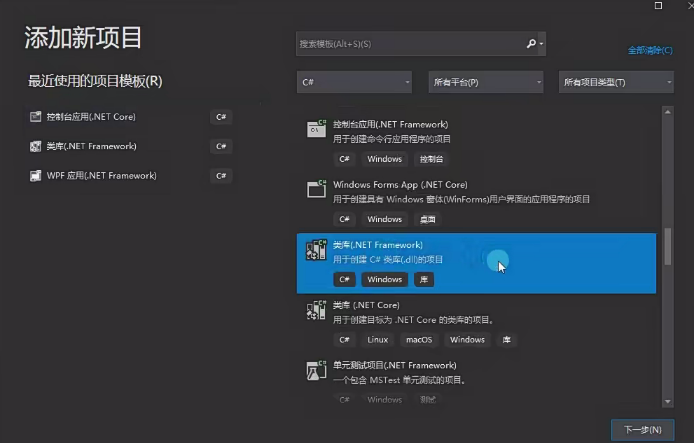 添加新项目
搜索模板(Alt+S)(S)
全部清除(C)
最近使用的项目模板(R)
C#
所有平台(P)
所有项目类型(T)
控制台应用(.NET Core)
C#
类库(.NET Framework)
C#
WPF 应用(.NET Framework)
C#
控制台应用(.NET Framework)
用于创建命令行应用程序的项目
C# Windows 控制台
Windows Forms App (.NET Core)
用于创建具有 Windows 窗体(WinForms)用户界面的应用程序的项目
C# Windows 桌面
类库(.NET Framework)
用于创建 C# 类库(.dll)的项目
C# Windows 库
类库 (.NET Core)
用于创建目标为 .NET Core 的类库的项目。
C# Linux macOS Windows 库
单元测试项目(.NET Framework)
一个包含 MSTest 单元测试的项目。
C# Windows 测试
下一步(N)